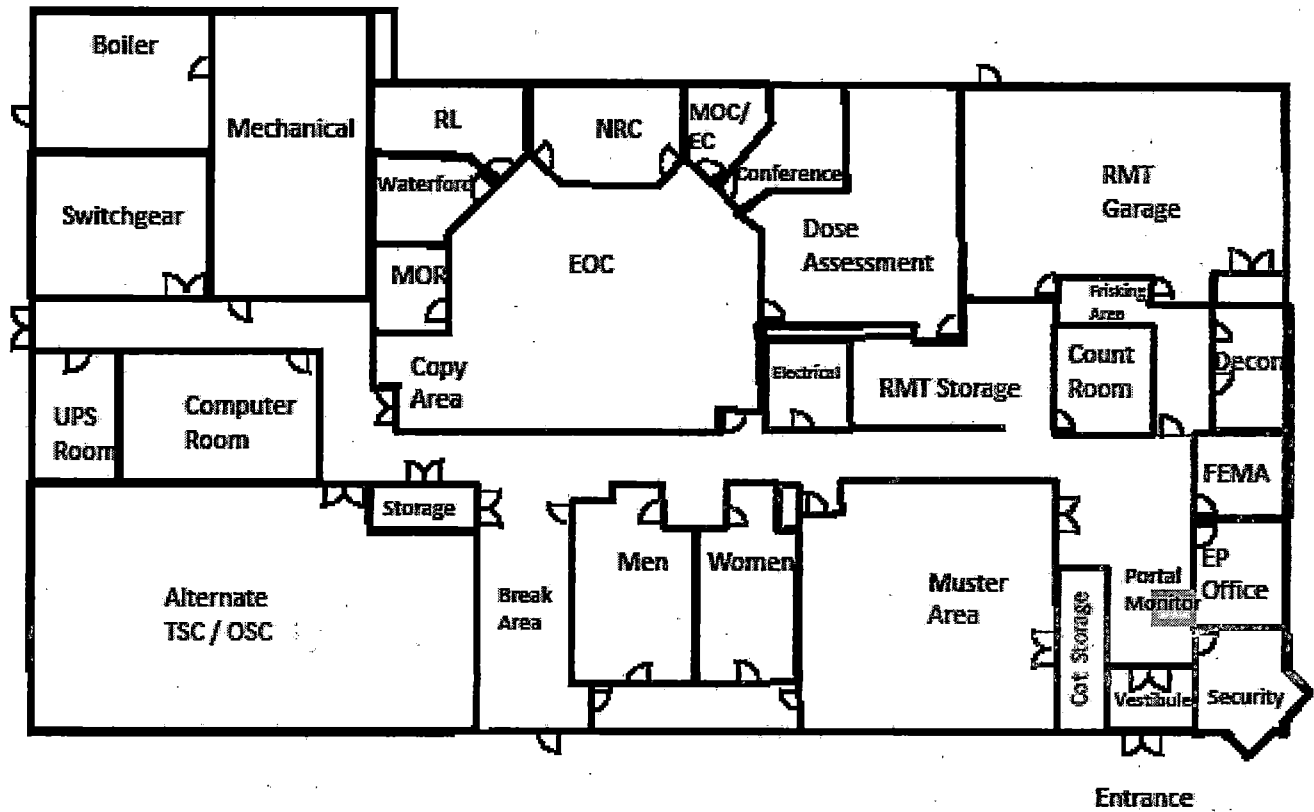 Boiler
Mechanical
RL
NRC
MOC/
EC
Conference
RMT
Garage
Waterford
Switchgear
MOR
EOC
Dose
Assessment
Frisking
Area
Copy
Area
Electrical
RMT Storage
Count
Room
Decon
UPS
Room
Computer
Room
FEMA
Storage
Alternate
TSC / OSC
Break
Area
Men
Women
Muster
Area
Cot Storage
Portal
Monitor
EP
Office
Vestibule
Security
Entrance